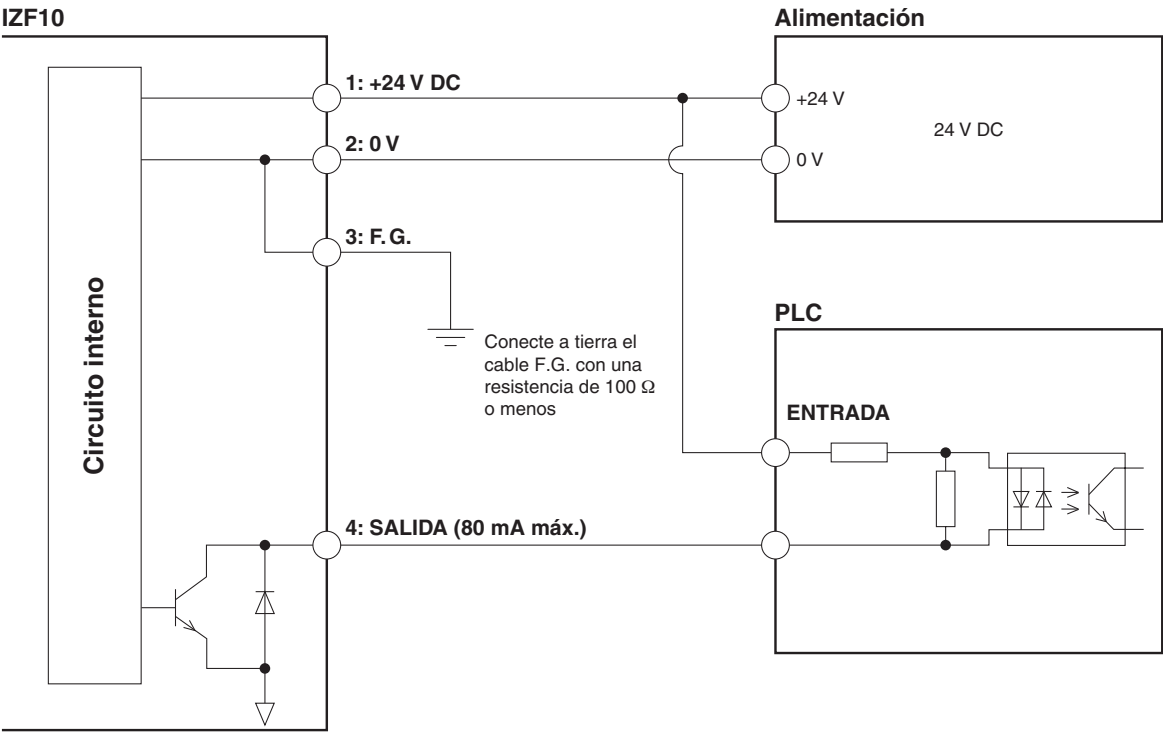 IZF10
Alimentación
1: +24 V DC
+24 V
24 V DC
2: 0 V
0 V
3: F. G.
Conecte a tierra el
cable F.G. con una
resistencia de 100 Ω
o menos
Circuito interno
PLC
ENTRADA
4: SALIDA (80 mA máx.)